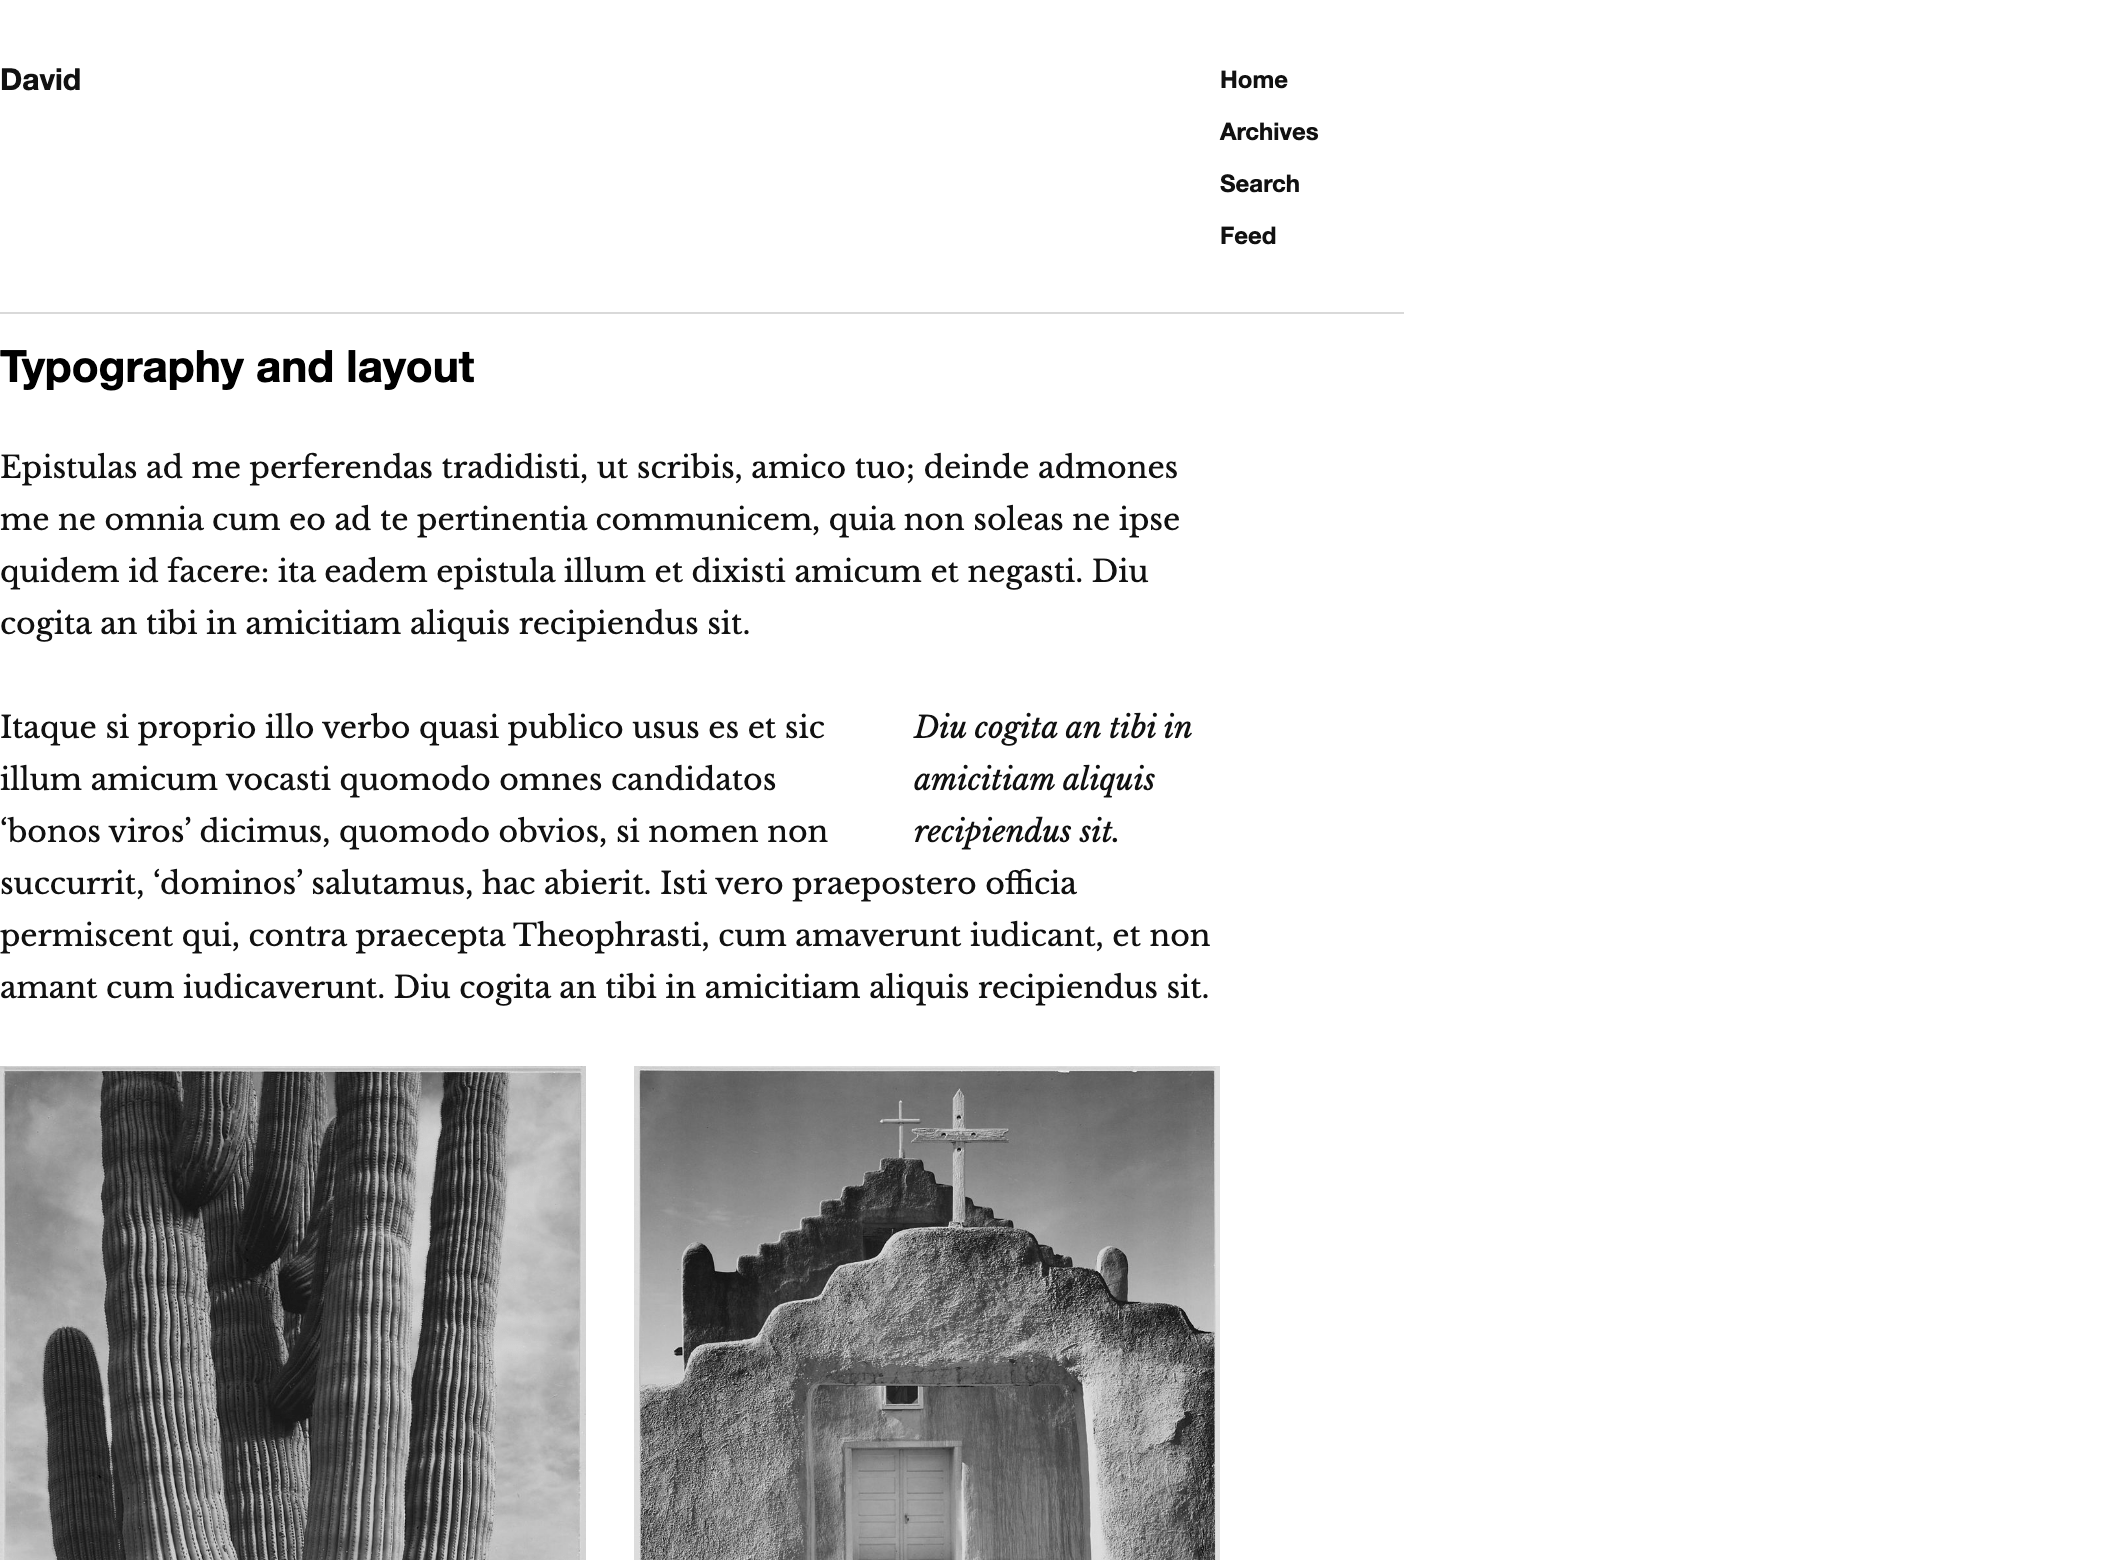 David
Home
Archives
Search
Feed
Typography and layout
Epistulas ad me perferendas tradidisti, ut scribis, amico tuo; deinde admones
me ne omnia cum eo ad te pertinentia communicem, quia non soleas ne ipse
quidem id facere: ita eadem epistula illum et dixisti amicum et negasti. Diu
cogita an tibi in amicitiam aliquis recipiendus sit.
Itaque si proprio illo verbo quasi publico usus es et sic
illum amicum vocasti quomodo omnes candidatos
‘bonos viros’ dicimus, quomodo obvios, si nomen non
succurrit, ‘dominos’ salutamus, hac abierit. Isti vero praepostero officia
permiscent qui, contra praecepta Theophrasti, cum amaverunt iudicant, et non
amant cum iudicaverunt. Diu cogita an tibi in amicitiam aliquis recipiendus sit.
Diu cogita an tibi in
amicitiam aliquis
recipiendus sit.